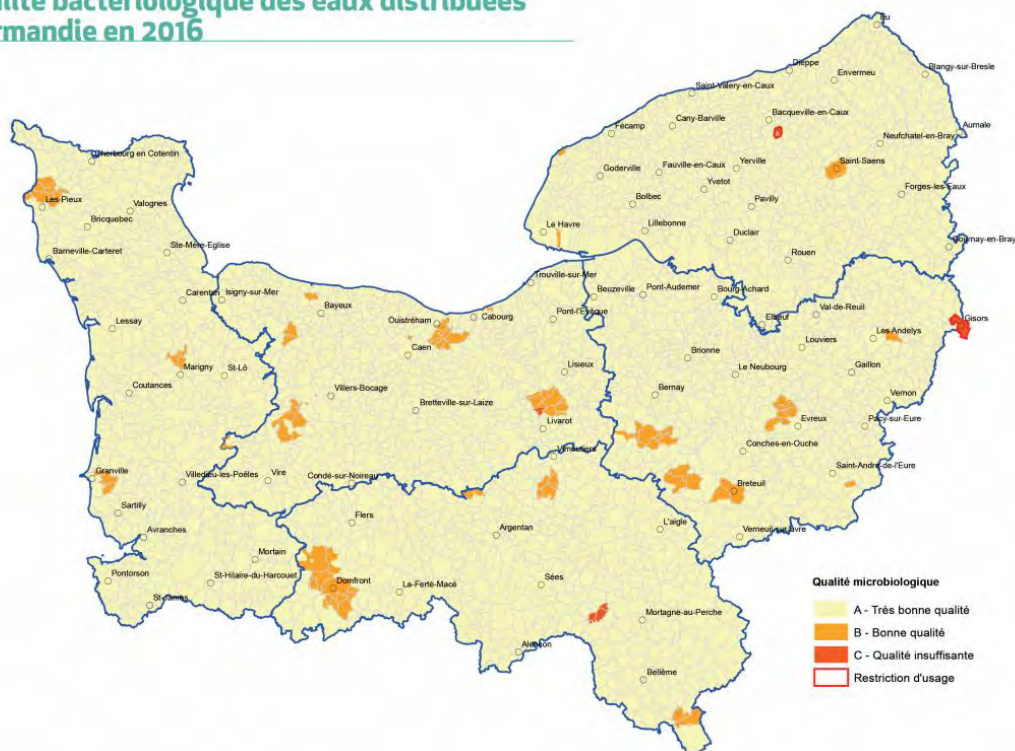 lité bactériologique des eaux distribuées
rmandie en 2016
Eu
Dieppe
Envermeu
Blangy-sur-Bresle
Saint-Valery-en-Caux
Bacqueville-en-Caux
Cany-Barville
Fécamp
Aumale
Neufchatel-en-Bray
Cherbourg en Cotentin
Goderville
Fauville-en-Caux
Yerville
Saint-Saens
Yvetot
Forges-les-Eaux
Les Pieux
Valognes
Bolbec
Pavilly
Bricquebec
Le Havre
Lillebonne
Duclair
Gournay-en-Bray
Barneville-Carteret
Ste-Mère-Eglise
Rouen
Trouville-sur-Mer
Carentan
Isigny-sur-Mer
Beuzeville
Pont-Audemer
Bourg-Achard
Bayeux
Val-de-Reuil
Lessay
Ouistréham
Cabourg
Pont-l'Evêque
Elbeuf
Gisors
Les Andelys
Louviers
Caen
Brionne
Marigny
St-Lô
Lisieux
Le Neubourg
Gaillon
Coutances
Villers-Bocage
Bernay
Vernon
Bretteville-sur-Laize
Livarot
Evreux
Pacy-sur-Eure
Conches-en-Ouche
Vimoutiers
Granville
Villedieu-les-Poëles
Vire
Condé-sur-Noireau
Saint-André-de-l'Eure
Breteuil
Sartilly
Flers
L'aigle
Avranches
Argentan
Verneuil-sur-avre
Mortain
Pontorson
St-Hilaire-du-Harcouet
Domfront
La-Ferté-Macé
Sées
St-James
Mortagne-au-Perche
Alençon
Bellême
Qualité microbiologique
A - Très bonne qualité
B - Bonne qualité
C - Qualité insuffisante
Restriction d'usage